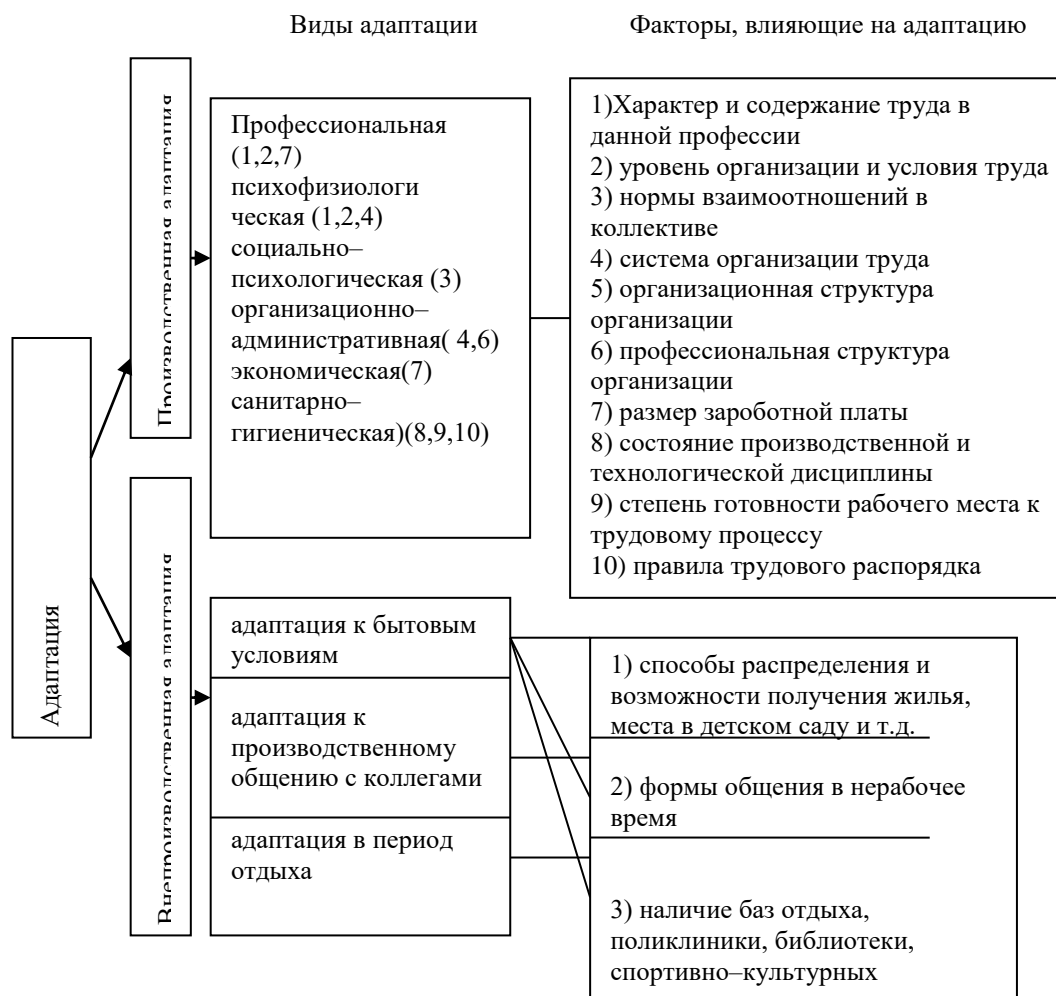 Виды адаптации
Факторы, влияющие на адаптацию
Адаптация
Производственная адаптация
Профессиональная
(1,2,7)
психофизиологи
ческая (1,2,4)
социально–
психологическая (3)
организационно–
административная( 4,6)
экономическая(7)
санитарно–
гигиеническая)(8,9,10)
1)Характер и содержание труда в
данной профессии
2) уровень организации и условия труда
3) нормы взаимоотношений в
коллективе
4) система организации труда
5) организационная структура
организации
6) профессиональная структура
организации
7) размер зароботной платы
8) состояние производственной и
технологической дисциплины
9) степень готовности рабочего места к
трудовому процессу
10) правила трудового распорядка
Внепроизводственная адаптация
адаптация к бытовым
условиям
адаптация к
производственному
общению с коллегами
адаптация в период
отдыха
1) способы распределения и
возможности получения жилья,
места в детском саду и т.д.
2) формы общения в нерабочее
время
3) наличие баз отдыха,
поликлиники, библиотеки,
спортивно–культурных